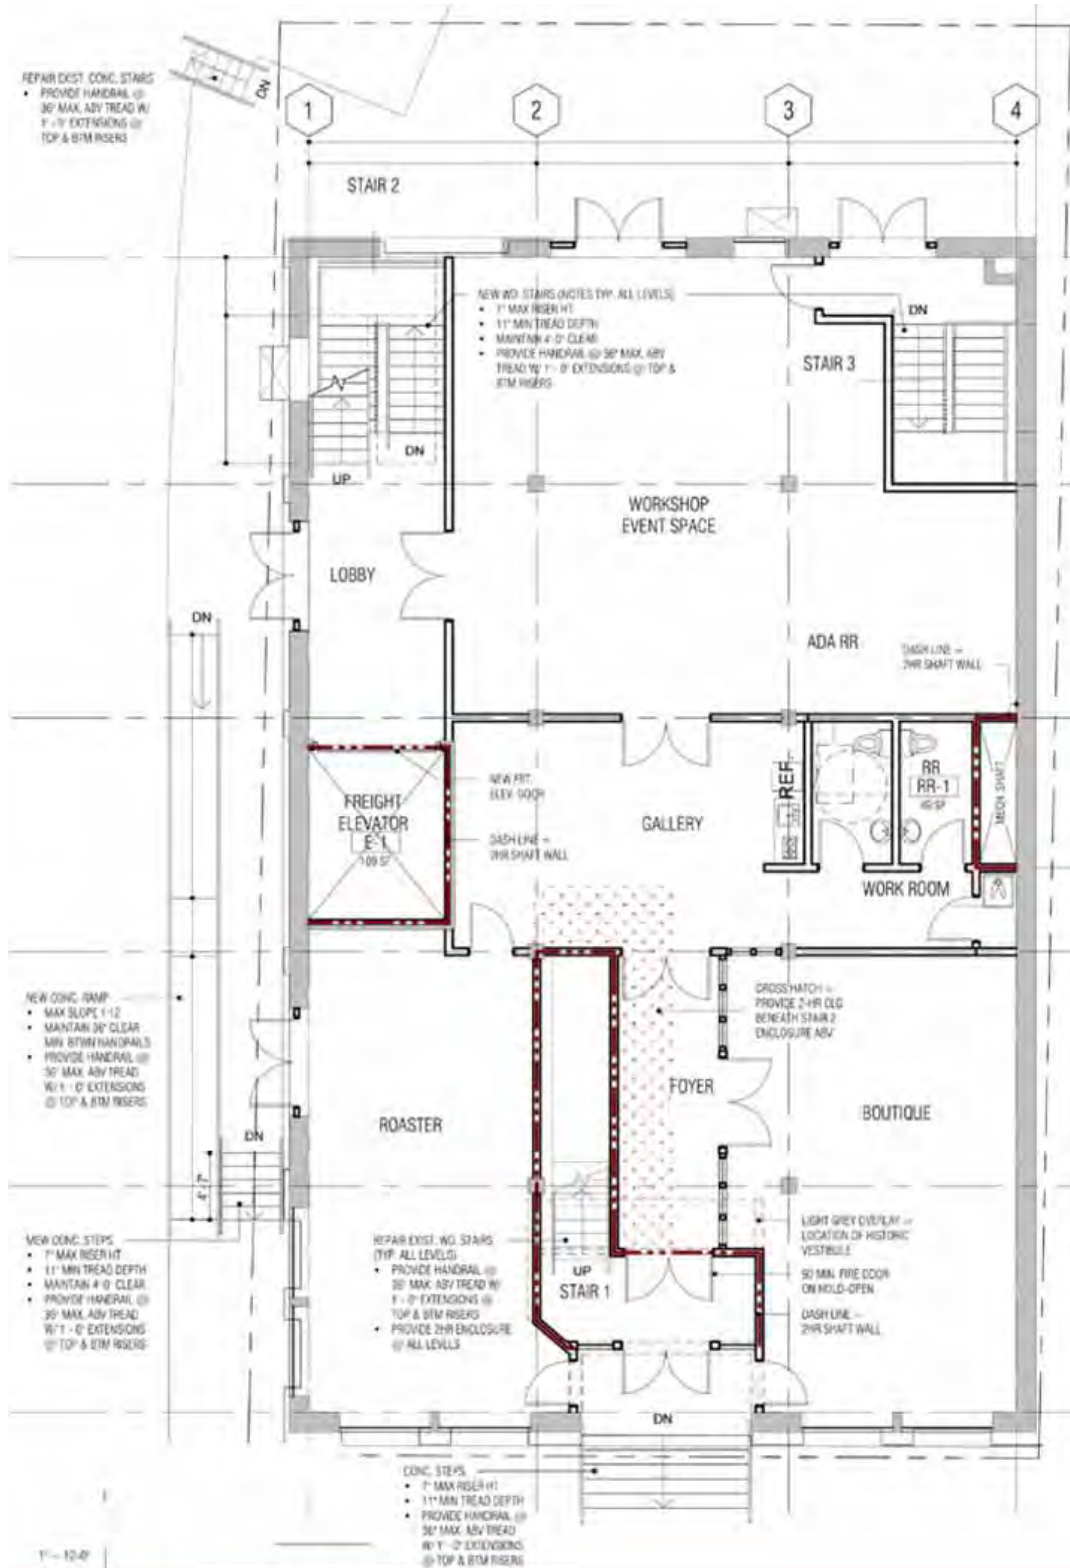 REPAIR EXIST. CONC. STAIRS
• PROVIDE HANDRAIL @
36" MAX. ABV TREAD W/
1' - 0" EXTENSIONS @
TOP & BTM RISERS
DN
1
2
3
4
STAIR 2
NEW WD. STAIRS (NOTES TYP. ALL LEVELS)
• 7" MAX RISER HT
• 11" MIN TREAD DEPTH
• MAINTAIN 4'-0" CLEAR
• PROVIDE HANDRAIL @ 36" MAX. ABV
TREAD W/ 1' - 0" EXTENSIONS @ TOP &
BTM RISERS
DN
STAIR 3
DN
UP
WORKSHOP
EVENT SPACE
LOBBY
DN
ADA RR
DASH LINE =
2HR SHAFT WALL
NEW FRT.
ELEV. DOOR
FREIGHT
ELEVATOR
E-1
109 SF
DASH LINE =
2HR SHAFT WALL
GALLERY
REF.
RR
RR-1
MECH. SHAFT
WORK ROOM
NEW CONC. RAMP
• MAX SLOPE 1:12
• MAINTAIN 36" CLEAR
MIN. BTWN HANDRAILS
• PROVIDE HANDRAIL @
36" MAX. ABV TREAD
W/ 1' - 0" EXTENSIONS
@ TOP & BTM RISERS
CROSS HATCH =
PROVIDE 2-HR CLG
BENEATH STAIR 2
ENCLOSURE ABV
FOYER
ROASTER
BOUTIQUE
DN
4'-7"
NEW CONC. STEPS
• 7" MAX RISER HT
• 11" MIN TREAD DEPTH
• MAINTAIN 4'-0" CLEAR
• PROVIDE HANDRAIL @
36" MAX. ABV TREAD
W/ 1' - 0" EXTENSIONS
@ TOP & BTM RISERS
REPAIR EXIST. WD. STAIRS
(TYP. ALL LEVELS)
• PROVIDE HANDRAIL @
36" MAX. ABV TREAD W/
1' - 0" EXTENSIONS @
TOP & BTM RISERS
• PROVIDE 2HR ENCLOSURE
@ ALL LEVELS
UP
STAIR 1
LIGHT GREY OVERLAY =
LOCATION OF HISTORIC
VESTIBULE
90 MIN. FIRE DOOR
ON HOLD-OPEN
DASH LINE =
2HR SHAFT WALL
DN
CONC. STEPS
• 7" MAX RISER HT
• 11" MIN TREAD DEPTH
• PROVIDE HANDRAIL @
36" MAX. ABV TREAD
W/ 1' - 0" EXTENSIONS
@ TOP & BTM RISERS
1" = 12'-0"